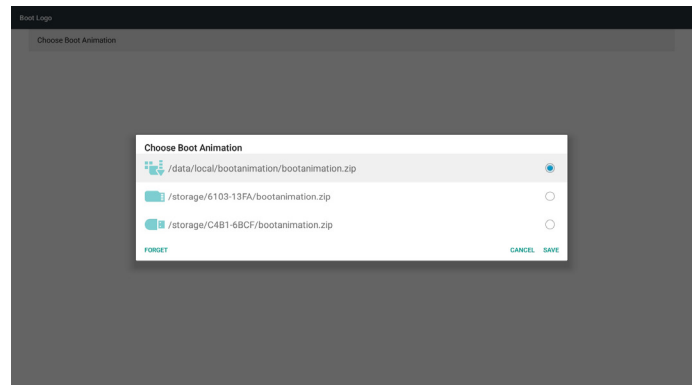 Boot Logo
Choose Boot Animation
Choose Boot Animation
/data/local/bootanimation/bootanimation.zip
/storage/6103-13FA/bootanimation.zip
/storage/C4B1-6BCF/bootanimation.zip
FORGET CANCEL SAVE